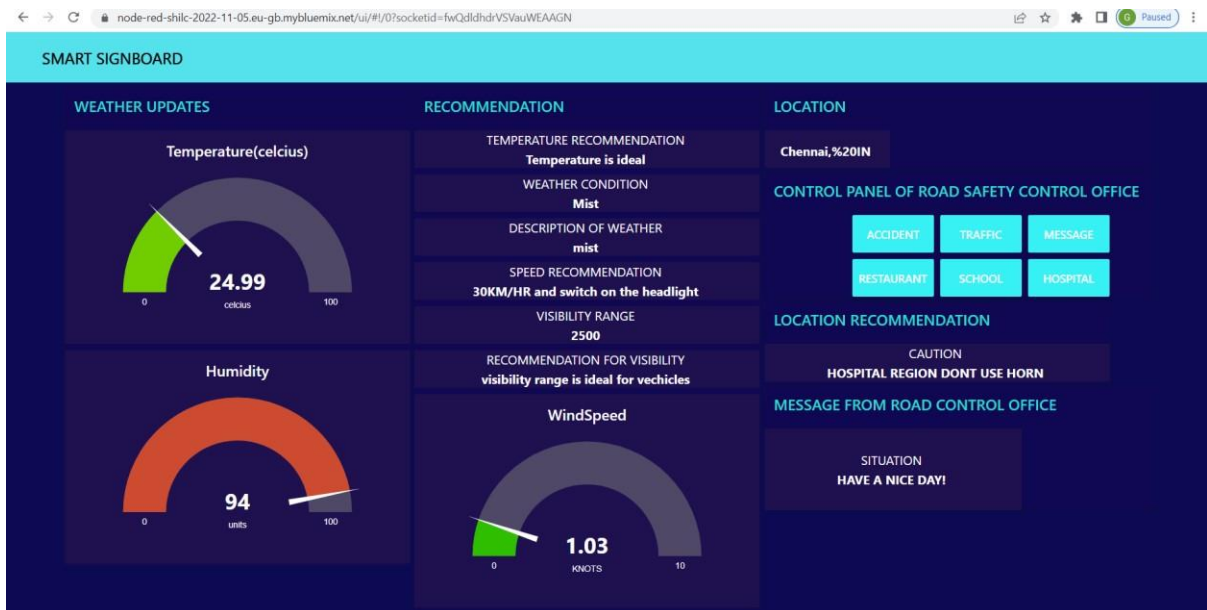 node-red-shilc-2022-11-05.eu-gb.mybluemix.net/ui/#!/0?socketid=fwQdldhdrVSVauWEAAGN
G Paused
SMART SIGNBOARD
WEATHER UPDATES
Temperature(celcius)
24.99
celcius
0
100
Humidity
94
units
0
100
RECOMMENDATION
TEMPERATURE RECOMMENDATION
Temperature is ideal
WEATHER CONDITION
Mist
DESCRIPTION OF WEATHER
mist
SPEED RECOMMENDATION
30KM/HR and switch on the headlight
VISIBILITY RANGE
2500
RECOMMENDATION FOR VISIBILITY
visibility range is ideal for vechicles
WindSpeed
1.03
KNOTS
0
10
LOCATION
Chennai,%20IN
CONTROL PANEL OF ROAD SAFETY CONTROL OFFICE
ACCIDENT TRAFFIC MESSAGE
RESTAURANT SCHOOL HOSPITAL
LOCATION RECOMMENDATION
CAUTION
HOSPITAL REGION DONT USE HORN
MESSAGE FROM ROAD CONTROL OFFICE
SITUATION
HAVE A NICE DAY!